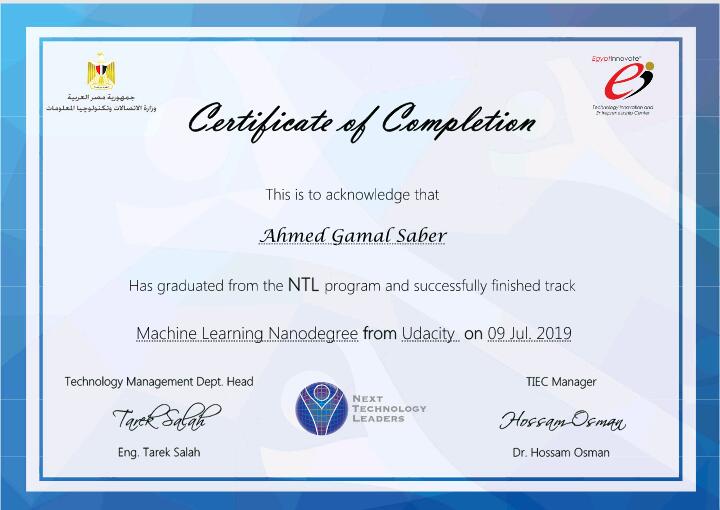 جمهورية مصر العربية
وزارة الاتصالات وتكنولوچيا المعلومات
EgyptInnovate
Technology Innovation and
Entrepreneurship Center
Certificate of Completion
This is to acknowledge that
Ahmed Gamal Saber
Has graduated from the NTL program and successfully finished track
Machine Learning Nanodegree from Udacity on 09 Jul. 2019
Technology Management Dept. Head
Tarek Salah
Eng. Tarek Salah
NEXT
TECHNOLOGY
LEADERS
TIEC Manager
Hossam Osman
Dr. Hossam Osman